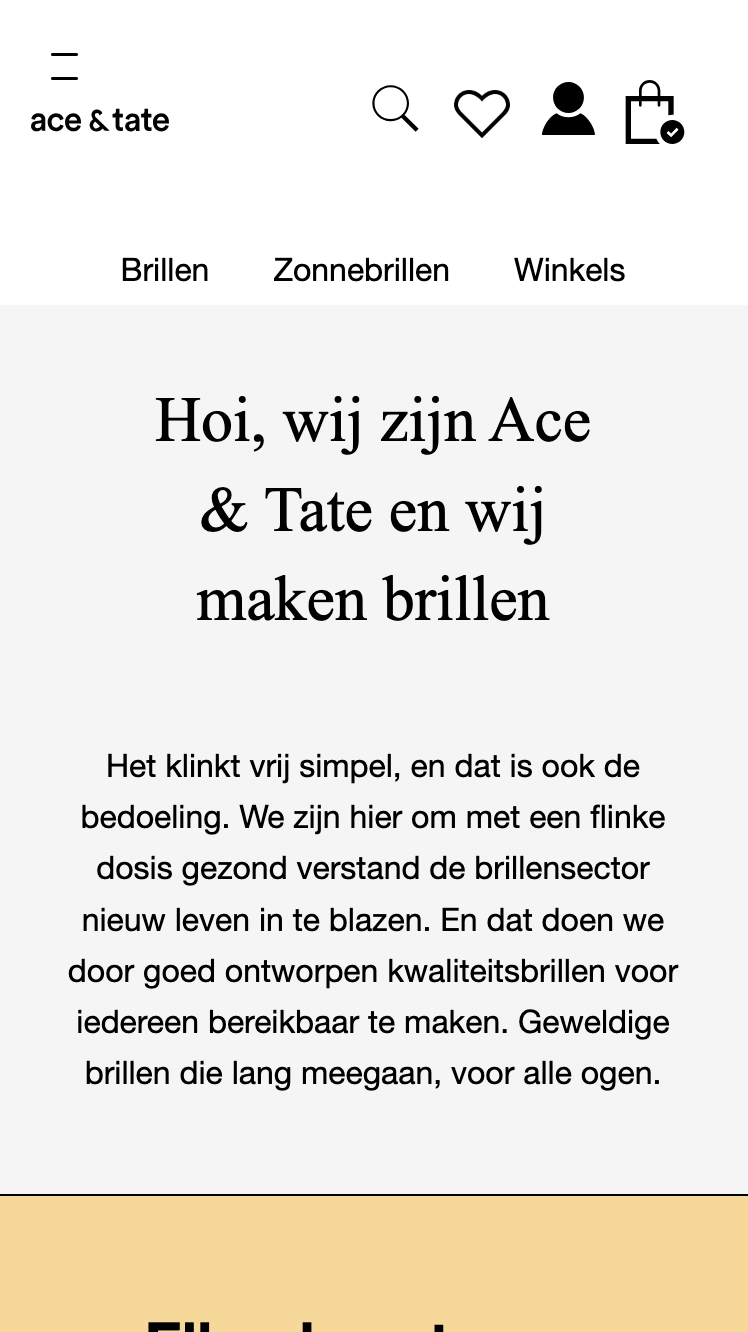 ace & tate
Brillen Zonnebrillen Winkels
Hoi, wij zijn Ace
& Tate en wij
maken brillen
Het klinkt vrij simpel, en dat is ook de
bedoeling. We zijn hier om met een flinke
dosis gezond verstand de brillensector
nieuw leven in te blazen. En dat doen we
door goed ontworpen kwaliteitsbrillen voor
iedereen bereikbaar te maken. Geweldige
brillen die lang meegaan, voor alle ogen.